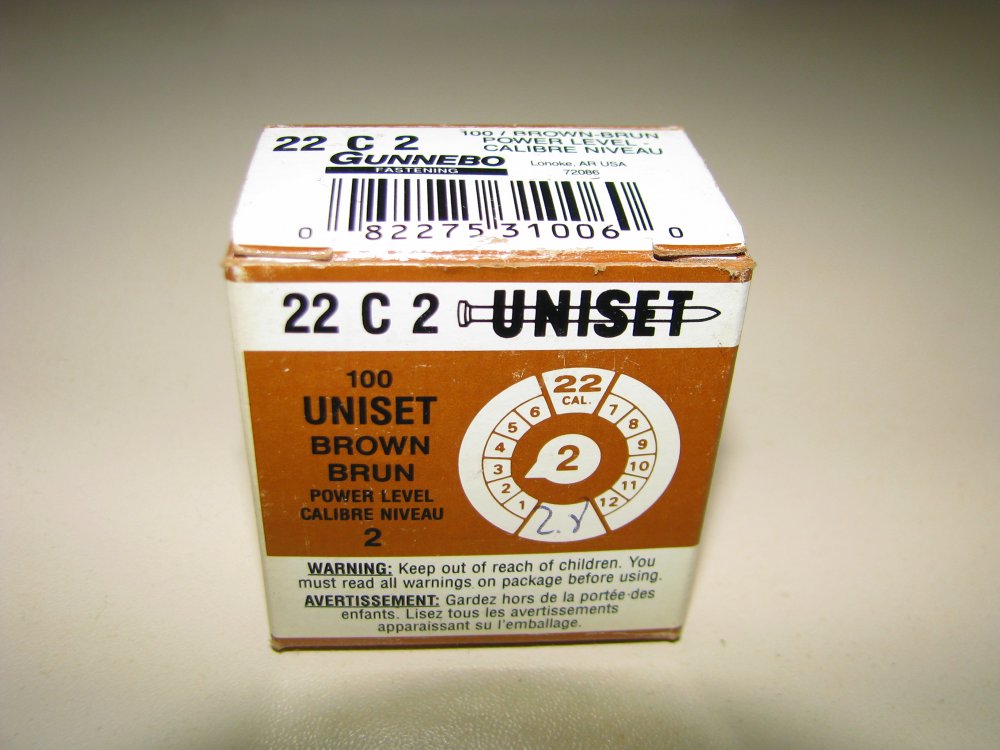 22 C 2
100 / BROWN-BRUN
POWER LEVEL -
CALIBRE NIVEAU
GUNNEBO
FASTENING
Lonoke, AR USA
72086
0 82275 31006 0
22 C 2 UNISET
100
UNISET
BROWN
BRUN
POWER LEVEL
CALIBRE NIVEAU
2
22
CAL.
1 2 3 4 5 6 7 8 9 10 11 12
2
WARNING: Keep out of reach of children. You
must read all warnings on package before using.
AVERTISSEMENT: Gardez hors de la portée des
enfants. Lisez tous les avertissements
apparaissant su l'emballage.